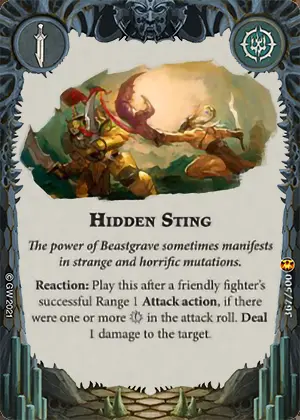 HIDDEN STING
The power of Beastgrave sometimes manifests
in strange and horrific mutations.
Reaction: Play this after a friendly fighter's
successful Range 1 Attack action, if there
were one or more in the attack roll. Deal
1 damage to the target.
© GW 2021
367/500